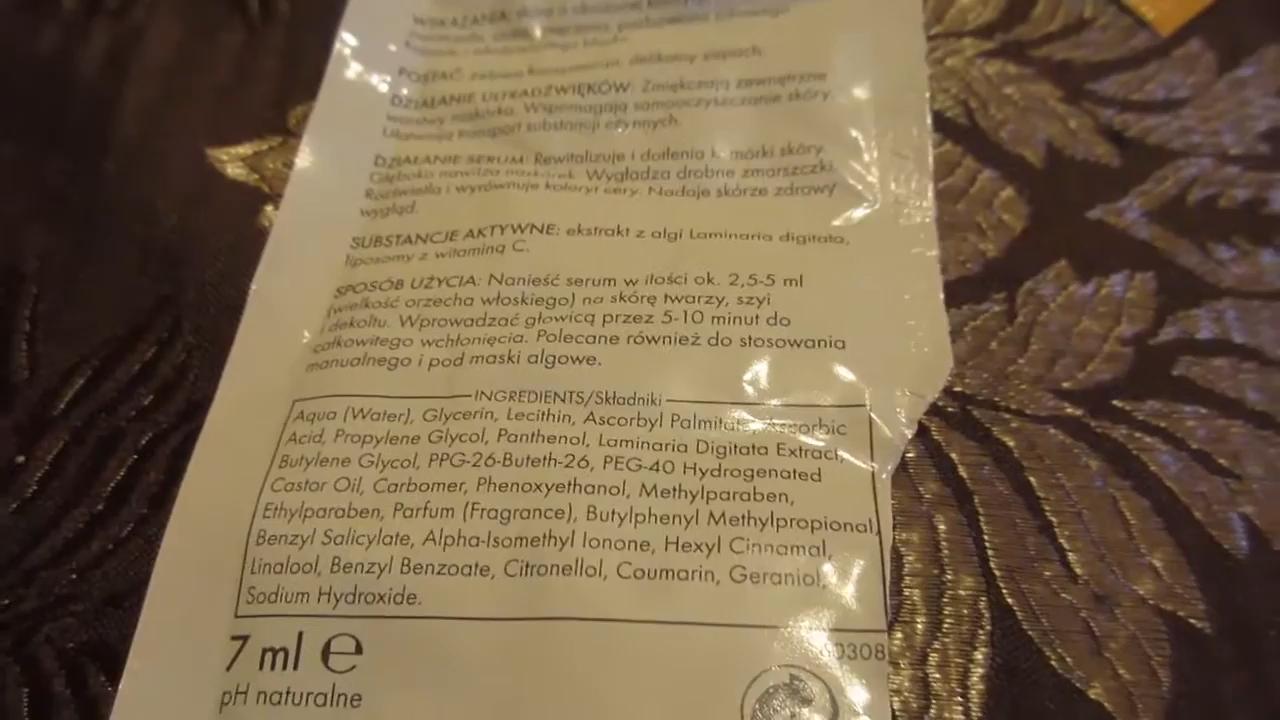 WSKAZANIA:
POSTAĆ: żelowa konsystencja, delikatny zapach.
DZIAŁANIE ULTRADŹWIĘKÓW: Zmiękczają zewnętrzne
warstwy naskórka. Wspomagają samooczyszczanie skóry.
Ułatwiają transport substancji czynnych.
DZIAŁANIE SERUM: Rewitalizuje i dotlenia komórki skóry.
Głęboko nawilża naskórek. Wygładza drobne zmarszczki.
Rozświetla i wyrównuje koloryt cery. Nadaje skórze zdrowy
wygląd.
SUBSTANCJE AKTYWNE: ekstrakt z algi Laminaria digitata,
liposomy z witaminą C.
SPOSÓB UŻYCIA: Nanieść serum w ilości ok. 2,5-5 ml
(wielkość orzecha włoskiego) na skórę twarzy, szyi
i dekoltu. Wprowadzać głowicą przez 5-10 minut do
całkowitego wchłonięcia. Polecane również do stosowania
manualnego i pod maski algowe.
INGREDIENTS/Składniki
Aqua (Water), Glycerin, Lecithin, Ascorbyl Palmitate, Ascorbic
Acid, Propylene Glycol, Panthenol, Laminaria Digitata Extract,
Butylene Glycol, PPG-26-Buteth-26, PEG-40 Hydrogenated
Castor Oil, Carbomer, Phenoxyethanol, Methylparaben,
Ethylparaben, Parfum (Fragrance), Butylphenyl Methylpropional,
Benzyl Salicylate, Alpha-Isomethyl Ionone, Hexyl Cinnamal,
Linalool, Benzyl Benzoate, Citronellol, Coumarin, Geraniol,
Sodium Hydroxide.
7 ml e
0308
pH naturalne